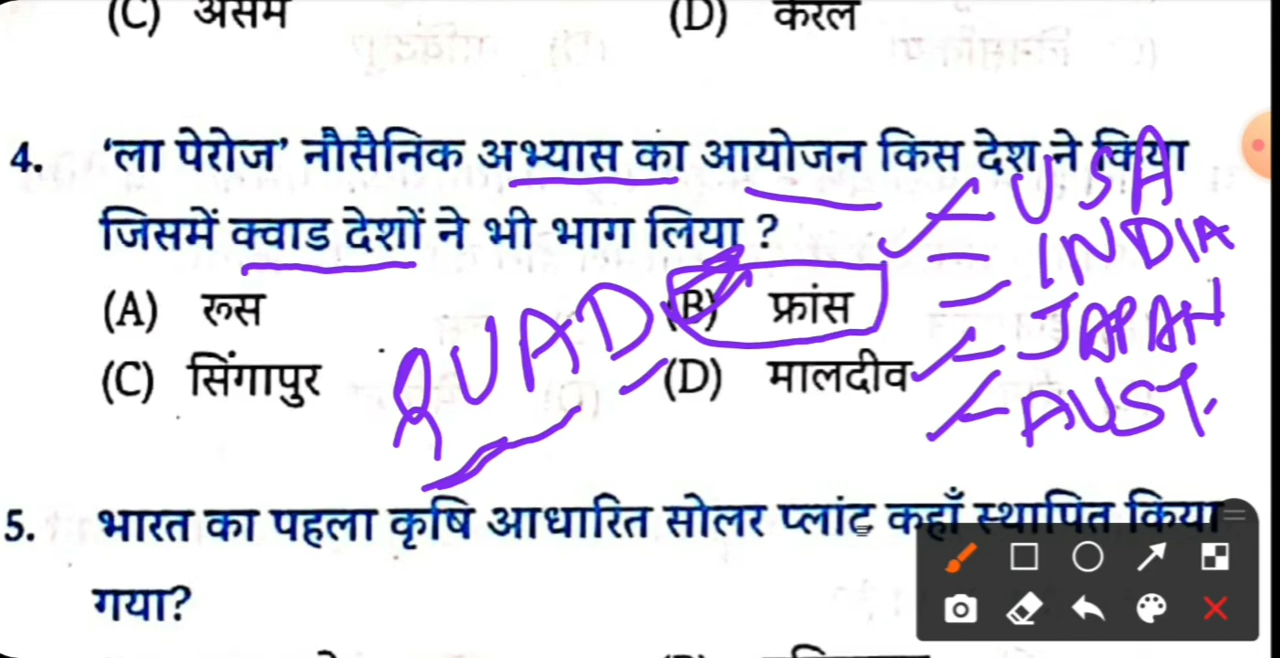 (C) असम (D) केरल
4. 'ला पेरोज' नौसैनिक अभ्यास का आयोजन किस देश ने किया
जिसमें क्वाड देशों ने भी भाग लिया ?
(A) रूस (B) फ्रांस
(C) सिंगापुर (D) मालदीव
QUAD
USA
INDIA
JAPAN
AUST.
5. भारत का पहला कृषि आधारित सोलर प्लांट कहाँ स्थापित किया
गया?